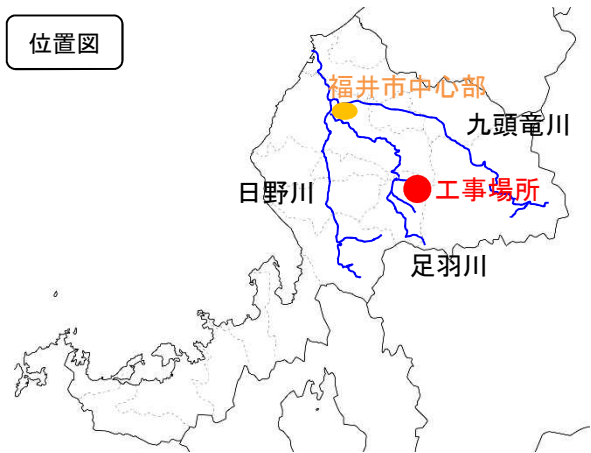 位置図
福井市中心部
九頭竜川
日野川
工事場所
足羽川